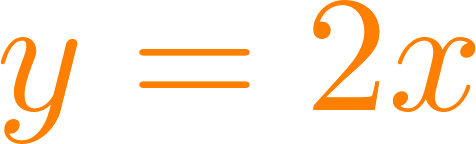 y = 2x